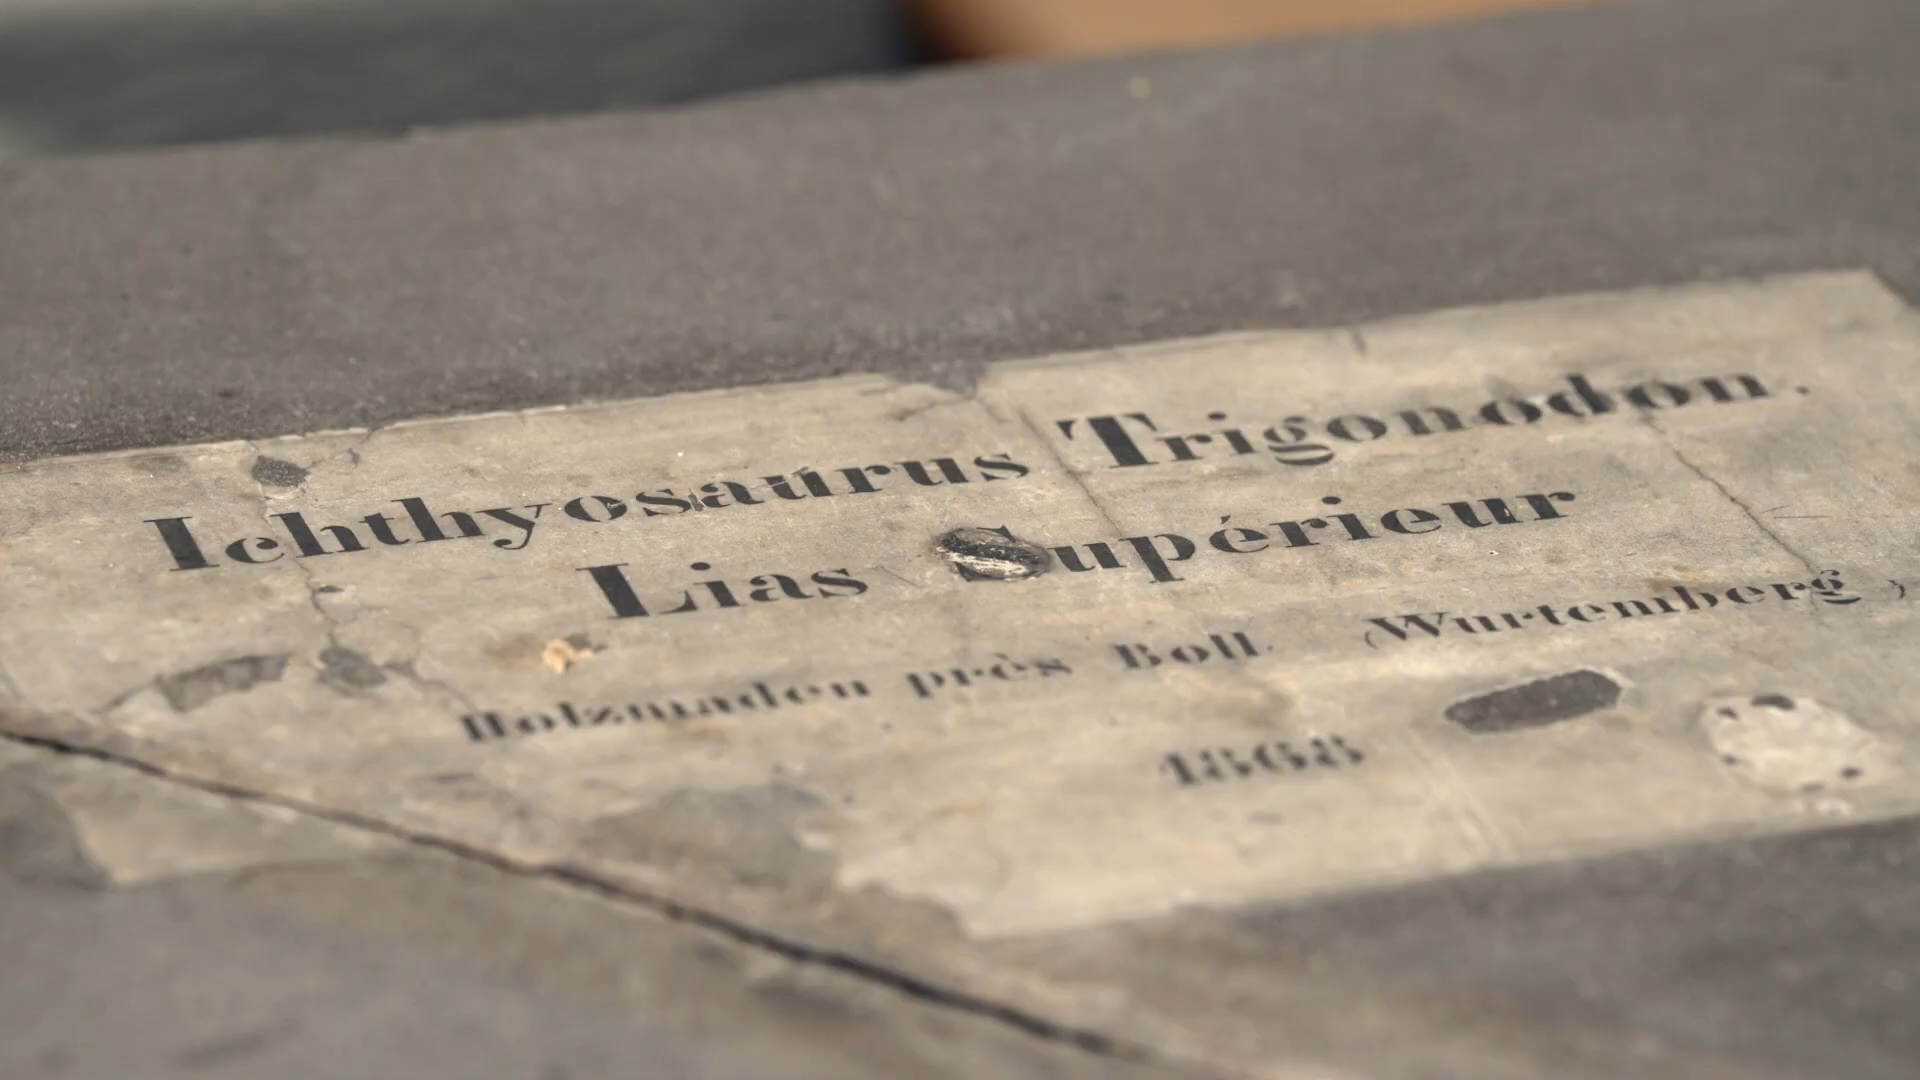 Ichthyosaurus Trigonodon.
Lias Supérieur
Holzmaden près Boll. (Wurtemberg)
1868